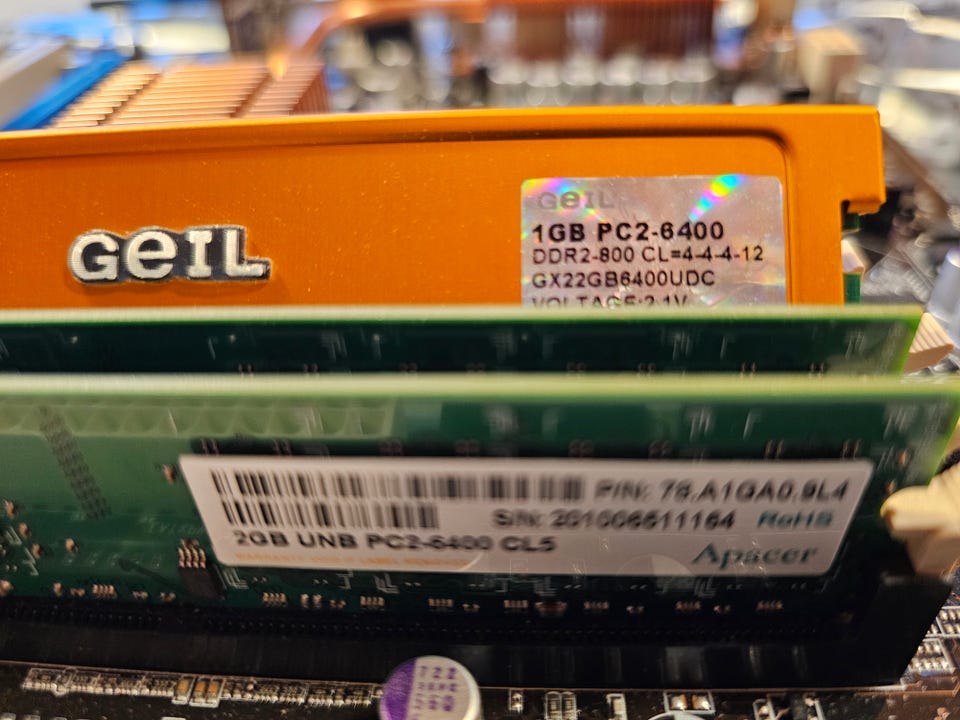 GeIL
GeIL
1GB PC2-6400
DDR2-800 CL=4-4-4-12
GX22GB6400UDC
VOLTAGE:2.1V
P/N: 78.A1GA0.9L4
S/N: 201006511164 RoHS
2GB UNB PC2-6400 CL5
Apacer